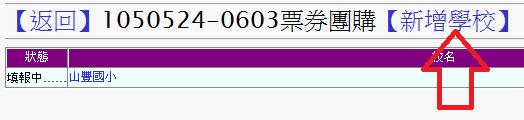 【返回】1050524-0603票券團購【新增學校】
狀態 校名
填報中...... 山豐國小